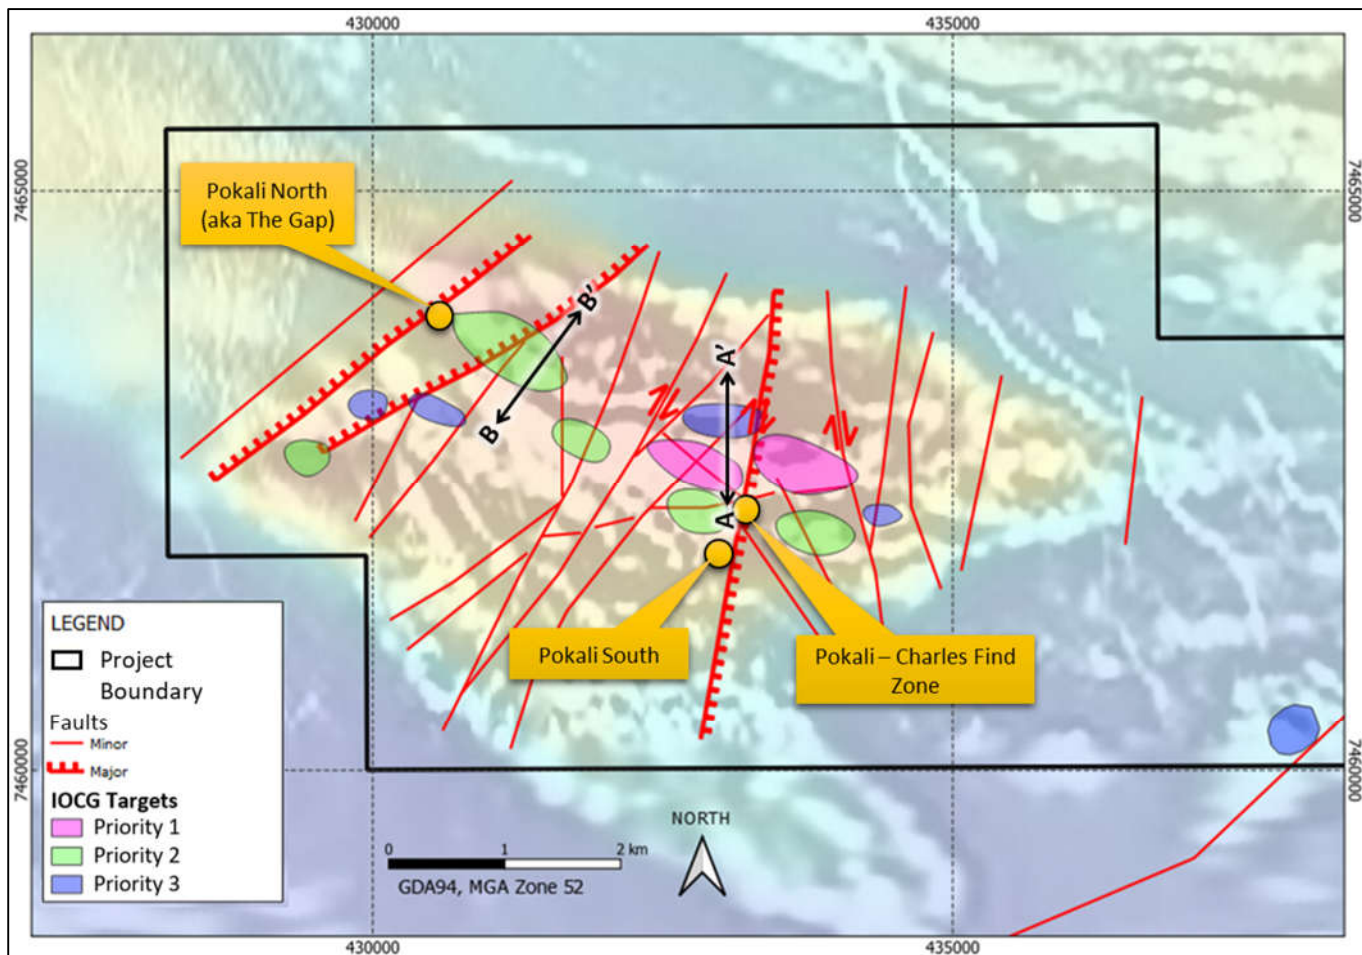 430000
435000
7465000
7465000
Pokali North
(aka The Gap)
B'
B
A'
A
Pokali South
Pokali – Charles Find
Zone
LEGEND
Project
Boundary
Faults
Minor
Major
IOCG Targets
Priority 1
Priority 2
Priority 3
7460000
7460000
NORTH
0
1
2 km
GDA94, MGA Zone 52
430000
435000